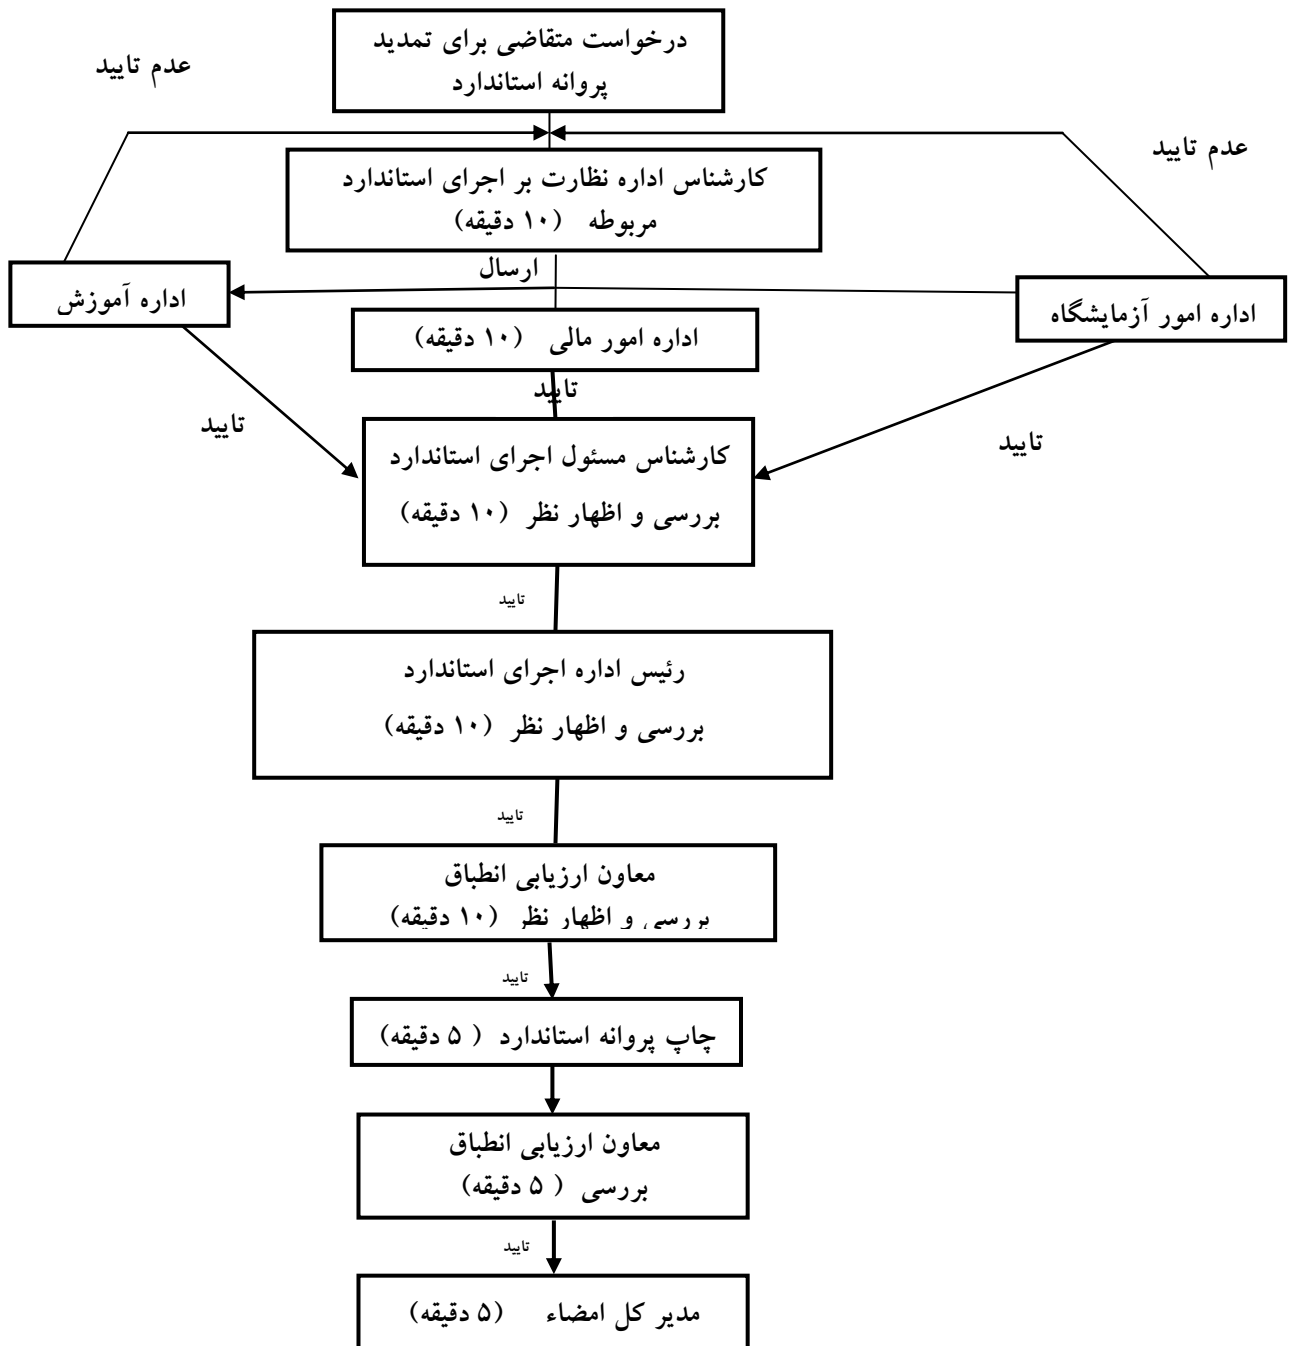 درخواست متقاضی برای تمدید
پروانه استاندارد
عدم تایید
عدم تایید
کارشناس اداره نظارت بر اجرای استاندارد
مربوطه (۱۰ دقیقه)
ارسال
اداره امور آزمایشگاه
اداره آموزش
اداره امور مالی (۱۰ دقیقه)
تایید
تایید
تایید
کارشناس مسئول اجرای استاندارد
بررسی و اظهار نظر (۱۰ دقیقه)
تایید
رئیس اداره اجرای استاندارد
بررسی و اظهار نظر (۱۰ دقیقه)
تایید
معاون ارزیابی انطباق
بررسی و اظهار نظر (۱۰ دقیقه)
تایید
چاپ پروانه استاندارد ( ۵ دقیقه)
معاون ارزیابی انطباق
بررسی ( ۵ دقیقه)
تایید
مدیر کل امضاء (۵ دقیقه)